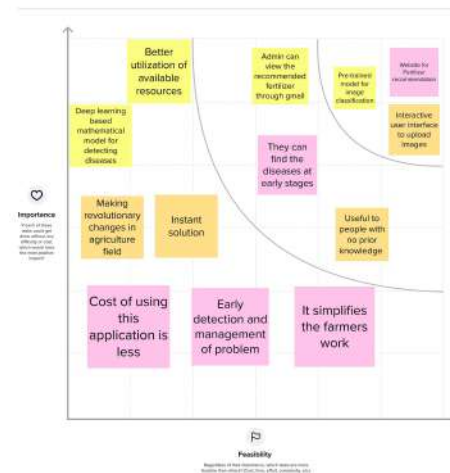 Better
utilization of
available
resources
Admin can
view the
recommended
fertilizer
through gmail
Pre-trained
model for
image
classification
Website for
Fertilizer
recommendation
Deep learning
based
mathematical
model for
detecting
diseases
Interactive
user interface
to upload
images
They can
find the
diseases at
early stages
Importance
Making
revolutionary
changes in
agriculture
field
Instant
solution
Useful to
people with
no prior
knowledge
Cost of using
this
application is
less
Early
detection and
management
of problem
It simplifies
the farmers
work
Feasibility